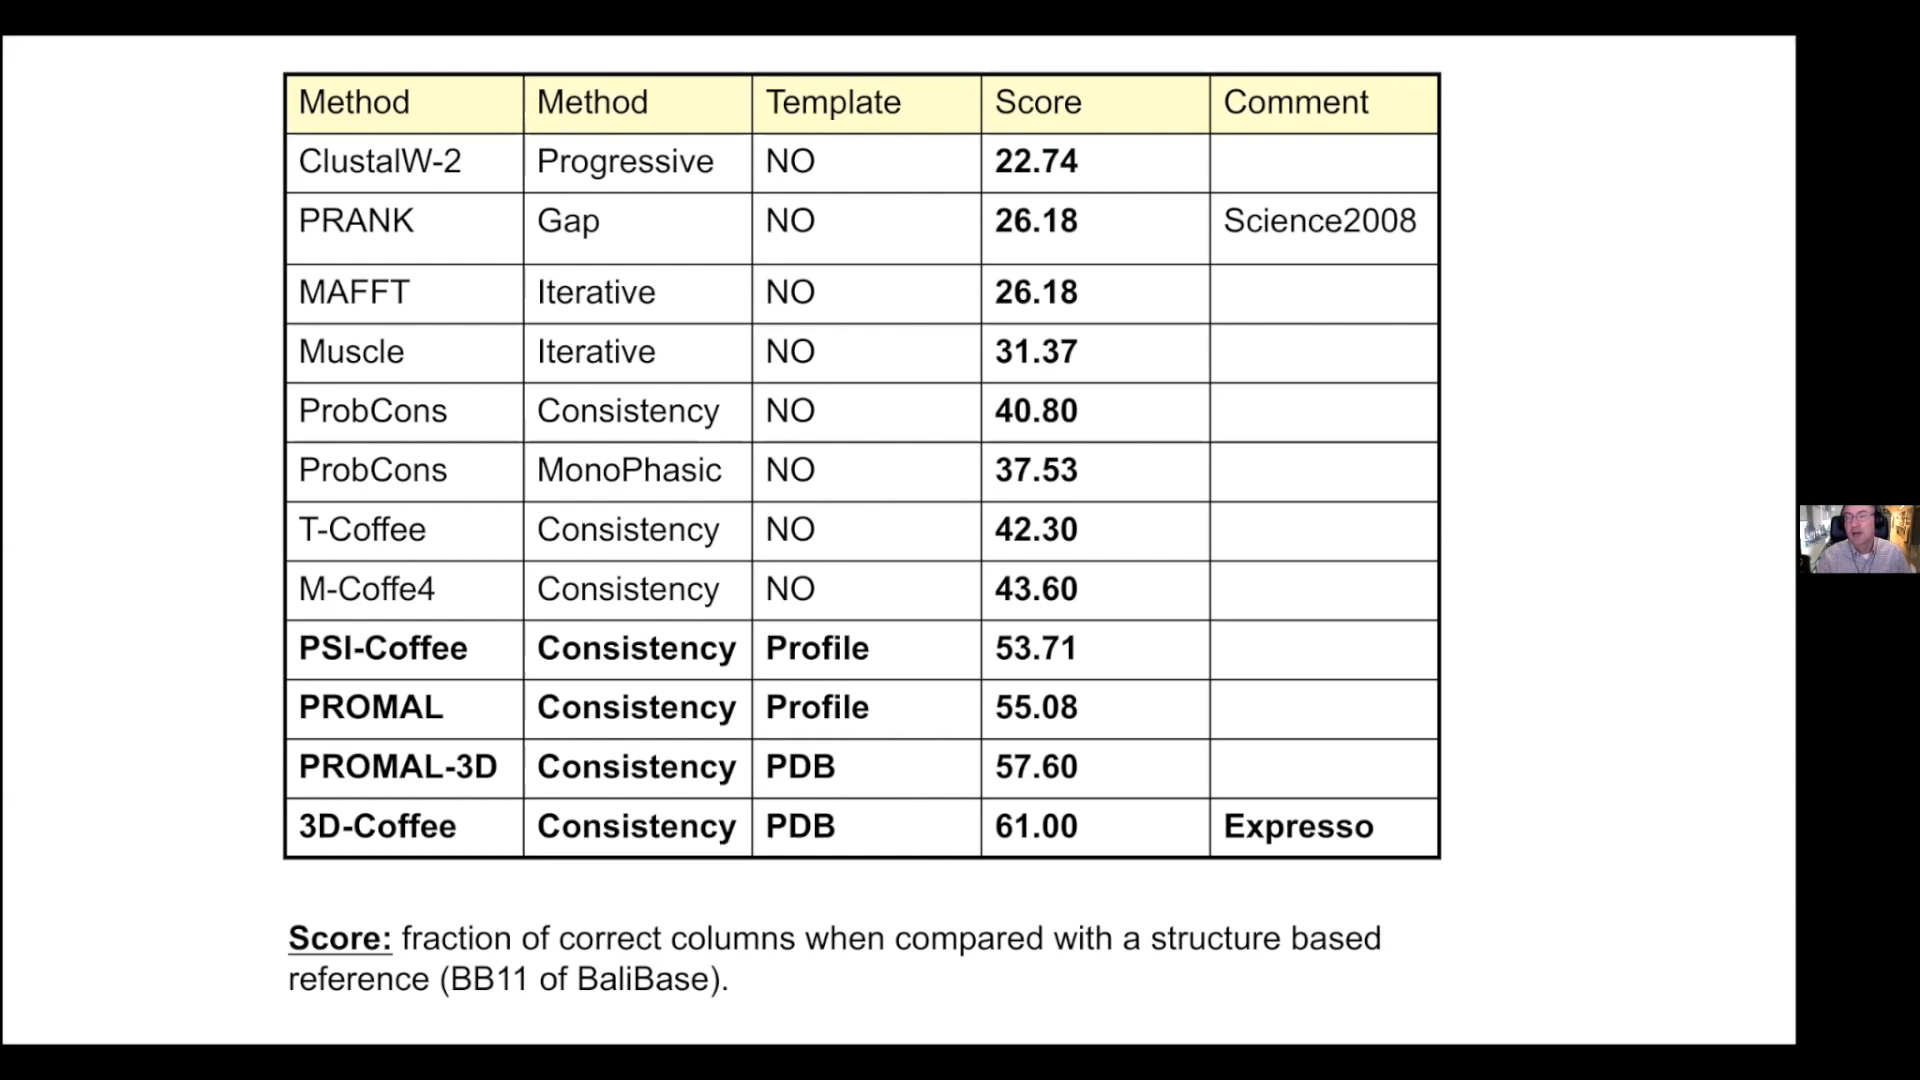 Method Method Template Score Comment
ClustalW-2 Progressive NO 22.74
PRANK Gap NO 26.18 Science2008
MAFFT Iterative NO 26.18
Muscle Iterative NO 31.37
ProbCons Consistency NO 40.80
ProbCons MonoPhasic NO 37.53
T-Coffee Consistency NO 42.30
M-Coffe4 Consistency NO 43.60
PSI-Coffee Consistency Profile 53.71
PROMAL Consistency Profile 55.08
PROMAL-3D Consistency PDB 57.60
3D-Coffee Consistency PDB 61.00 Expresso
Score: fraction of correct columns when compared with a structure based
reference (BB11 of BaliBase).